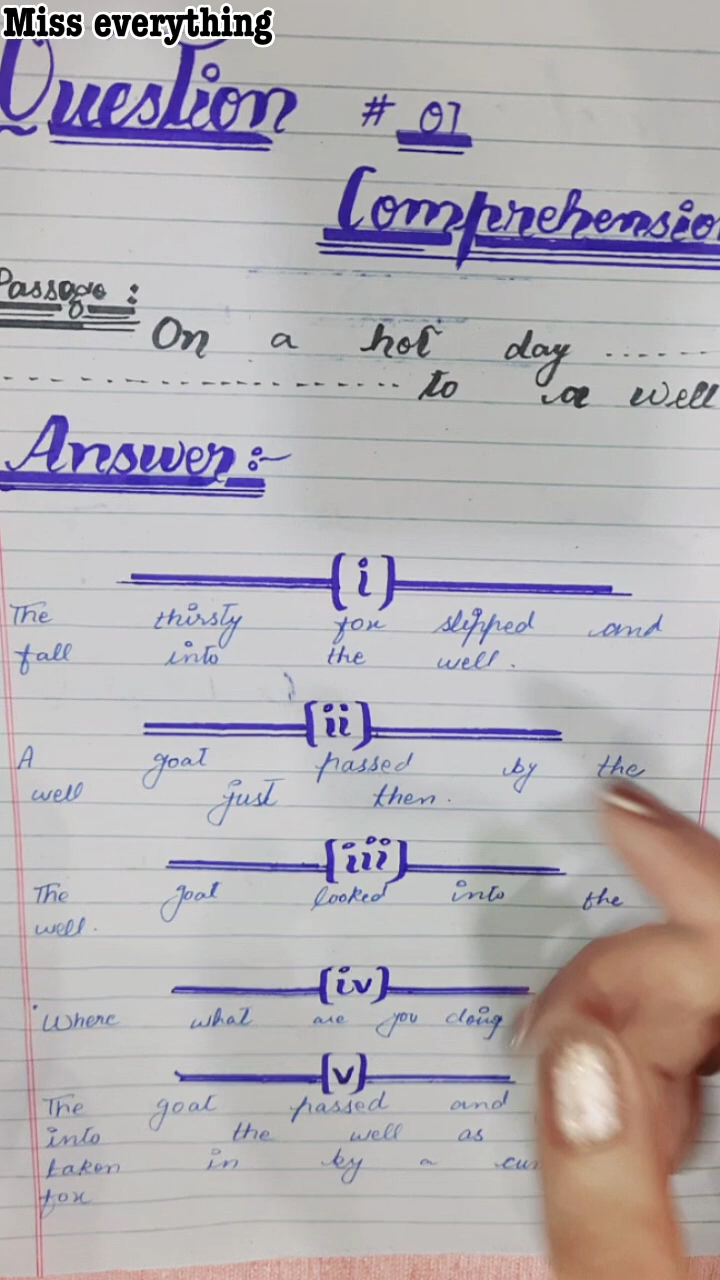 Miss everything
Question # 01
Comprehension
Passage :
On a hot day ......
.......................... to a well
Answer:-
(i)
The thirsty fox slipped and
fall into the well.
(ii)
A goat passed by the
well just then.
(iii)
The goat looked into the
well.
(iv)
Where what are you doing
(v)
The goat passed and
into the well as
taken in by a
fox